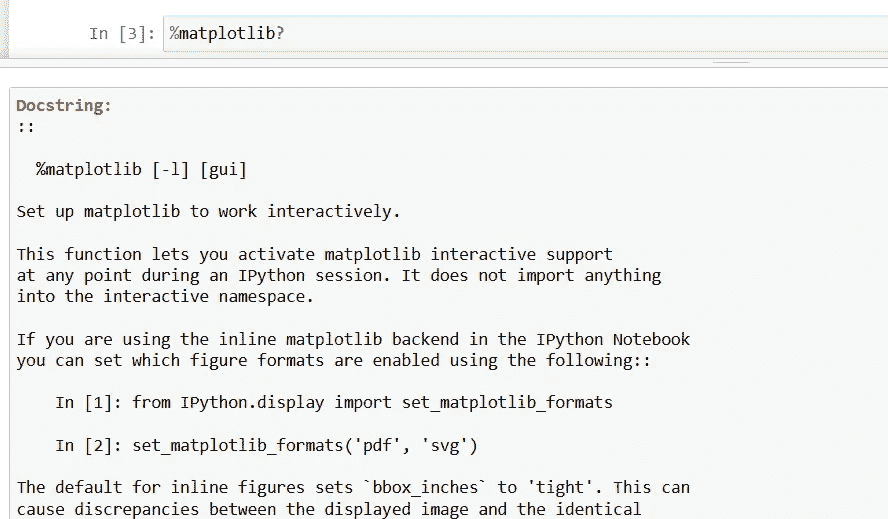 In [3]: %matplotlib?
Docstring:
::
%matplotlib [-l] [gui]
Set up matplotlib to work interactively.
This function lets you activate matplotlib interactive support
at any point during an IPython session. It does not import anything
into the interactive namespace.
If you are using the inline matplotlib backend in the IPython Notebook
you can set which figure formats are enabled using the following::
In [1]: from IPython.display import set_matplotlib_formats
In [2]: set_matplotlib_formats('pdf', 'svg')
The default for inline figures sets `bbox_inches` to 'tight'. This can
cause discrepancies between the displayed image and the identical